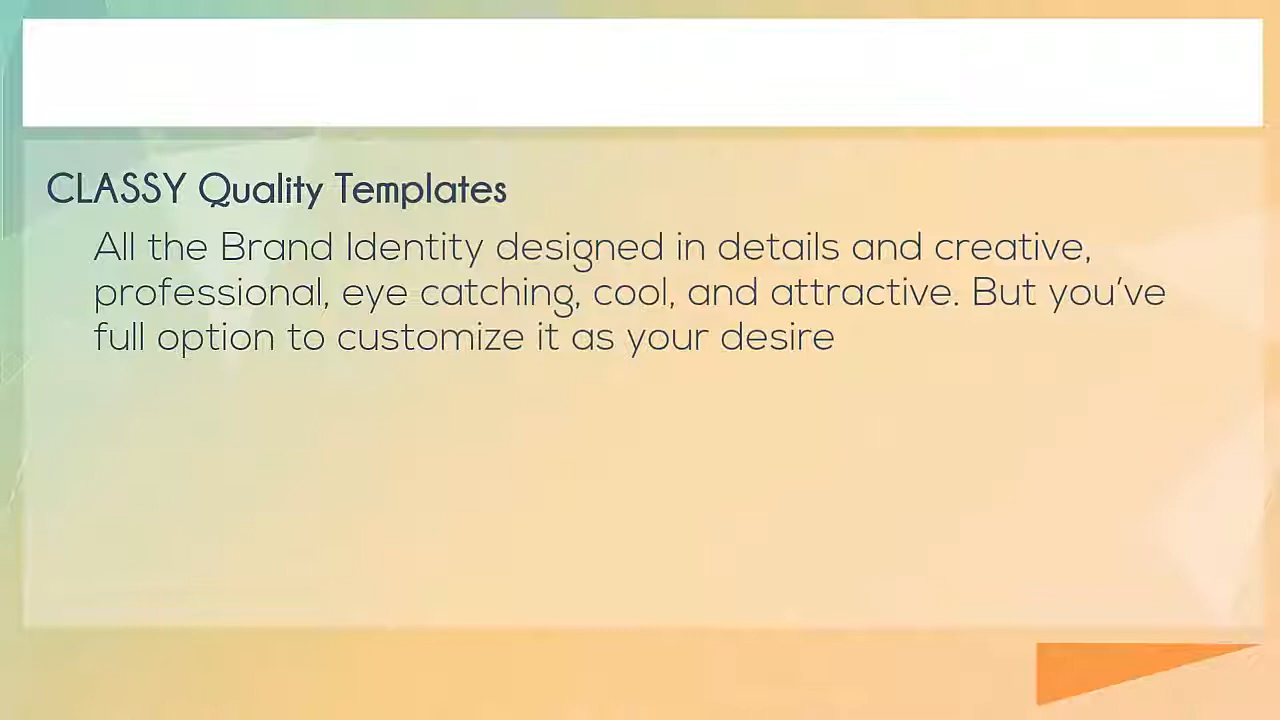 CLASSY Quality Templates
All the Brand Identity designed in details and creative,
professional, eye catching, cool, and attractive. But you’ve
full option to customize it as your desire